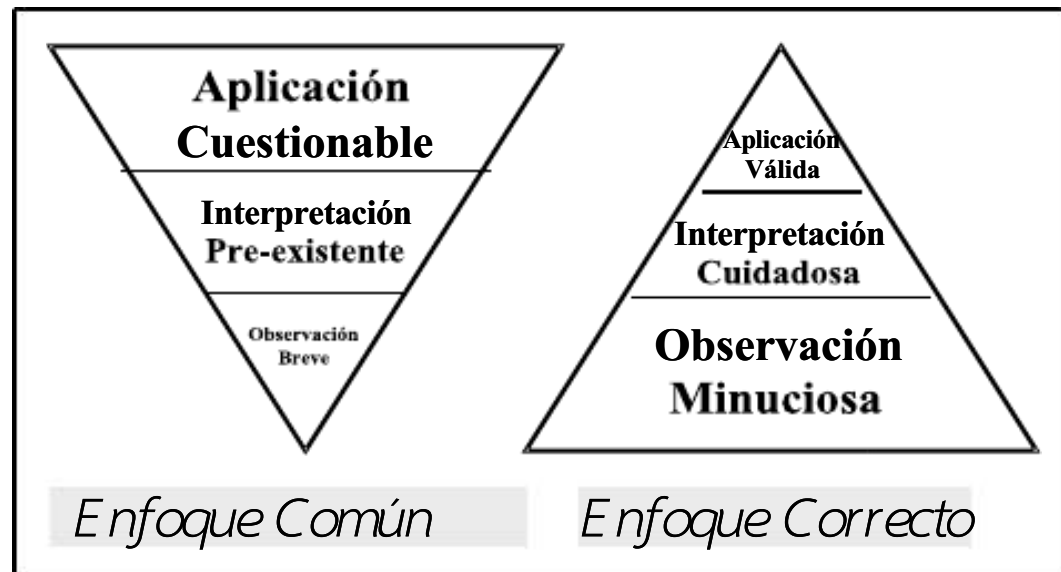 Aplicación
Cuestionable
Interpretación
Pre-existente
Observación
Breve
Enfoque Común
Aplicación
Válida
Interpretación
Cuidadosa
Observación
Minuciosa
Enfoque Correcto